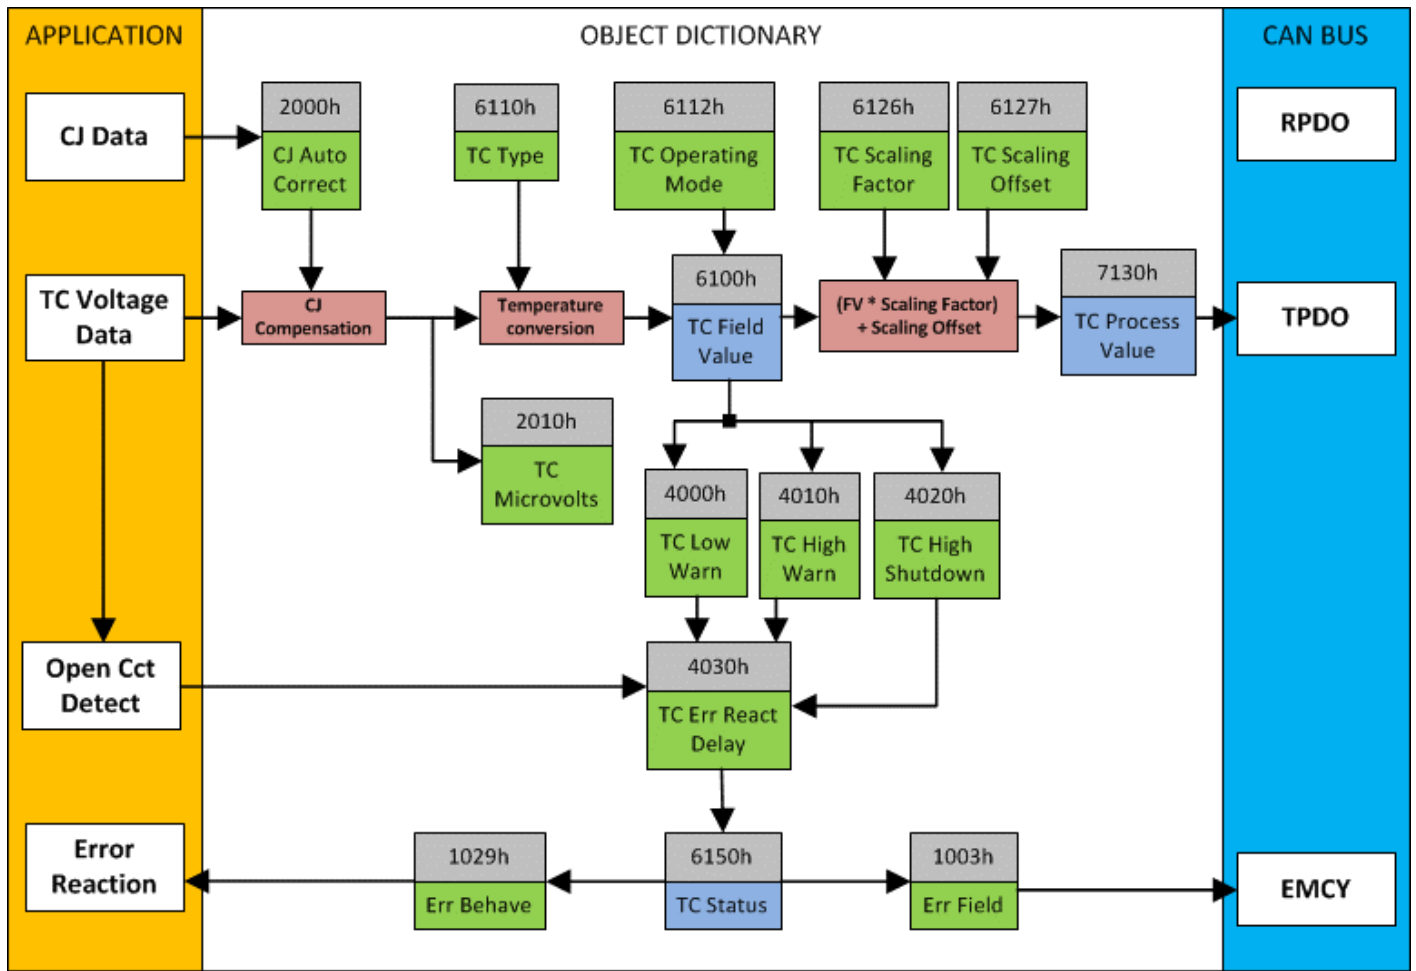 APPLICATION
OBJECT DICTIONARY
CAN BUS
CJ Data
2000h
CJ Auto
Correct
6110h
TC Type
6112h
TC Operating
Mode
6126h
TC Scaling
Factor
6127h
TC Scaling
Offset
RPDO
TC Voltage
Data
CJ
Compensation
Temperature
conversion
6100h
TC Field
Value
(FV * Scaling Factor)
+ Scaling Offset
7130h
TC Process
Value
TPDO
2010h
TC
Microvolts
4000h
TC Low
Warn
4010h
TC High
Warn
4020h
TC High
Shutdown
Open Cct
Detect
4030h
TC Err React
Delay
Error
Reaction
1029h
Err Behave
6150h
TC Status
1003h
Err Field
EMCY